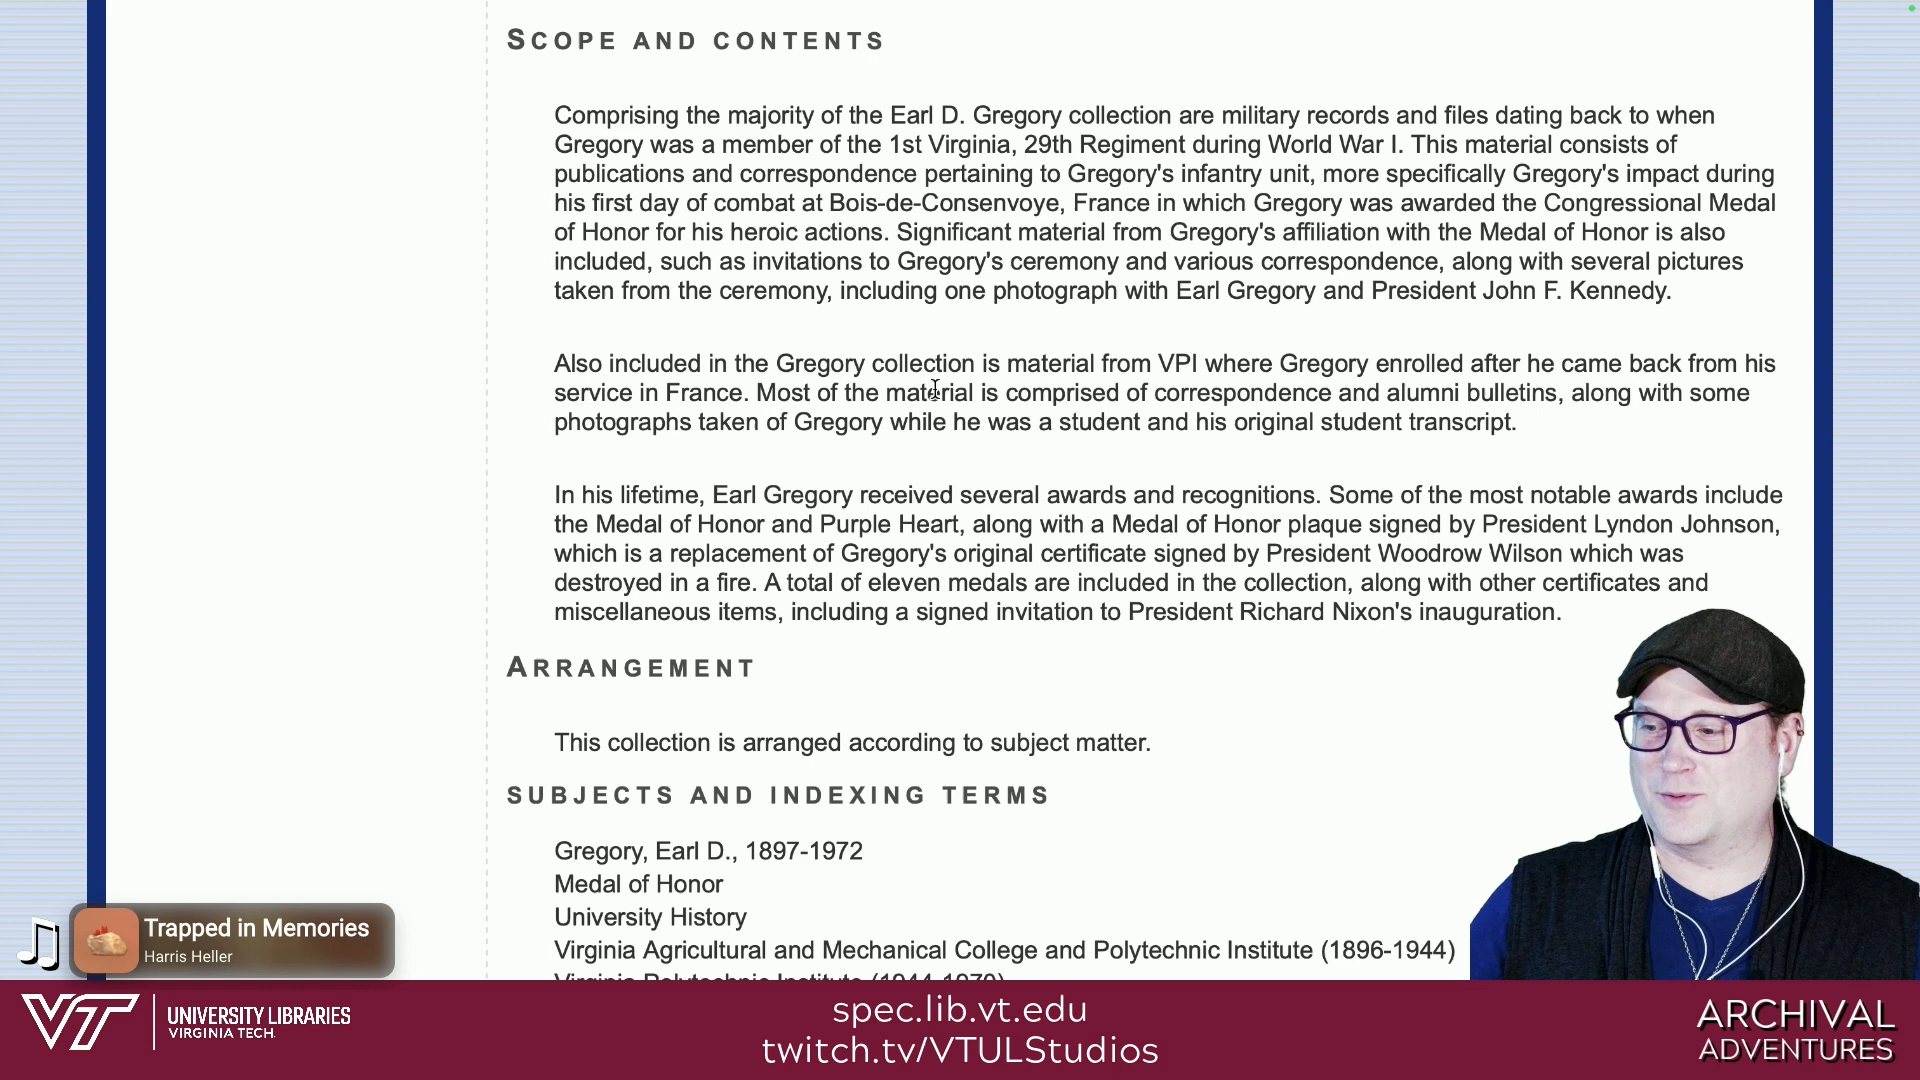 SCOPE AND CONTENTS
Comprising the majority of the Earl D. Gregory collection are military records and files dating back to when
Gregory was a member of the 1st Virginia, 29th Regiment during World War I. This material consists of
publications and correspondence pertaining to Gregory's infantry unit, more specifically Gregory's impact during
his first day of combat at Bois-de-Consenvoye, France in which Gregory was awarded the Congressional Medal
of Honor for his heroic actions. Significant material from Gregory's affiliation with the Medal of Honor is also
included, such as invitations to Gregory's ceremony and various correspondence, along with several pictures
taken from the ceremony, including one photograph with Earl Gregory and President John F. Kennedy.
Also included in the Gregory collection is material from VPI where Gregory enrolled after he came back from his
service in France. Most of the material is comprised of correspondence and alumni bulletins, along with some
photographs taken of Gregory while he was a student and his original student transcript.
In his lifetime, Earl Gregory received several awards and recognitions. Some of the most notable awards include
the Medal of Honor and Purple Heart, along with a Medal of Honor plaque signed by President Lyndon Johnson,
which is a replacement of Gregory's original certificate signed by President Woodrow Wilson which was
destroyed in a fire. A total of eleven medals are included in the collection, along with other certificates and
miscellaneous items, including a signed invitation to President Richard Nixon's inauguration.
ARRANGEMENT
This collection is arranged according to subject matter.
SUBJECTS AND INDEXING TERMS
Gregory, Earl D., 1897-1972
Medal of Honor
University History
Virginia Agricultural and Mechanical College and Polytechnic Institute (1896-1944)
Virginia Polytechnic Institute (1944-1970)
Trapped in Memories
Harris Heller
VT
UNIVERSITY LIBRARIES
VIRGINIA TECH.
spec.lib.vt.edu
twitch.tv/VTULStudios
ARCHIVAL
ADVENTURES